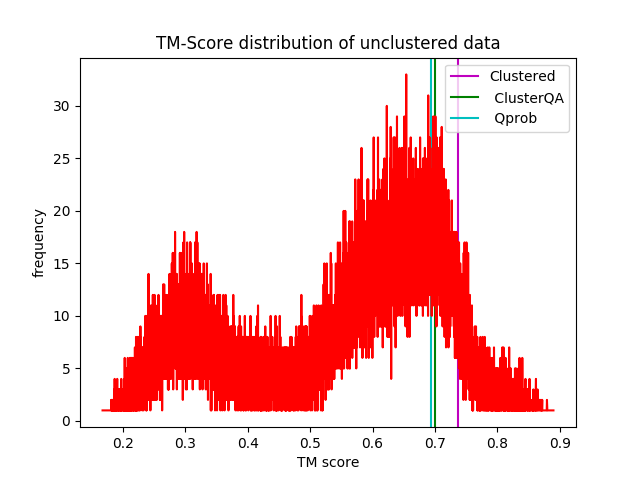 TM-Score distribution of unclustered data
Clustered
ClusterQA
Qprob
frequency
30
25
20
15
10
5
0
0.2 0.3 0.4 0.5 0.6 0.7 0.8 0.9
TM score